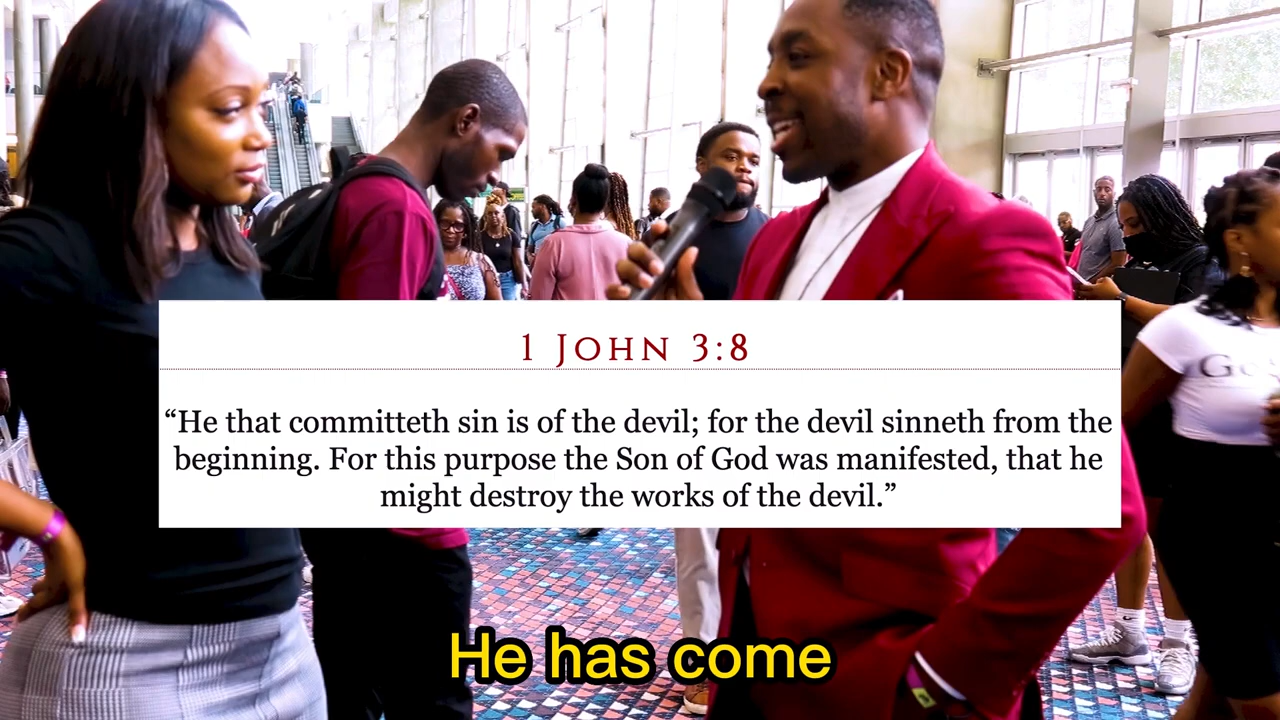 1 John 3:8
“He that committeth sin is of the devil; for the devil sinneth from the
beginning. For this purpose the Son of God was manifested, that he
might destroy the works of the devil.”
He has come